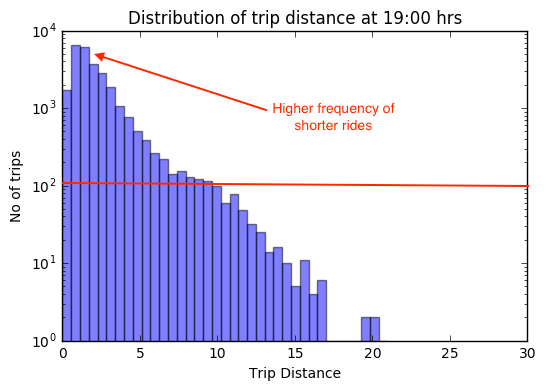 Distribution of trip distance at 19:00 hrs
10^4
10^3
10^2
10^1
10^0
No of trips
Higher frequency of
shorter rides
0 5 10 15 20 25 30
Trip Distance